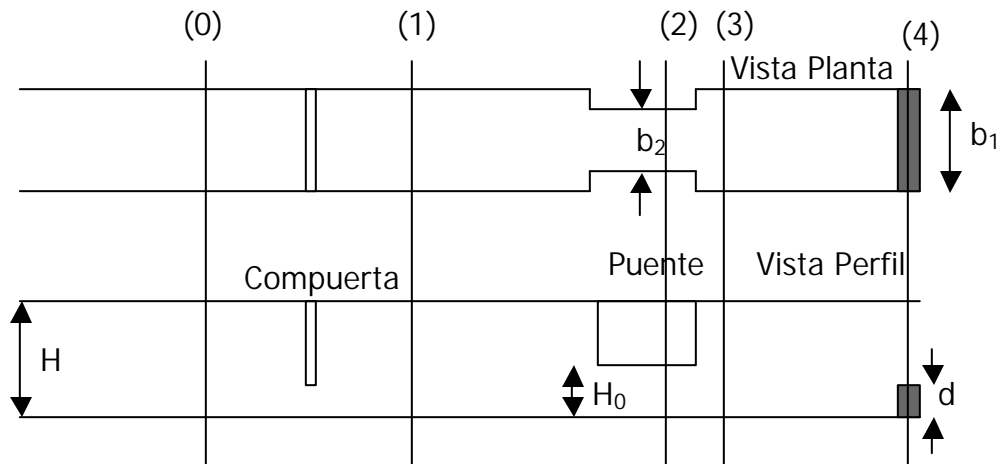 (0) (1) (2) (3) (4)
Vista Planta
b₂ b₁
Compuerta Puente Vista Perfil
H H₀ d